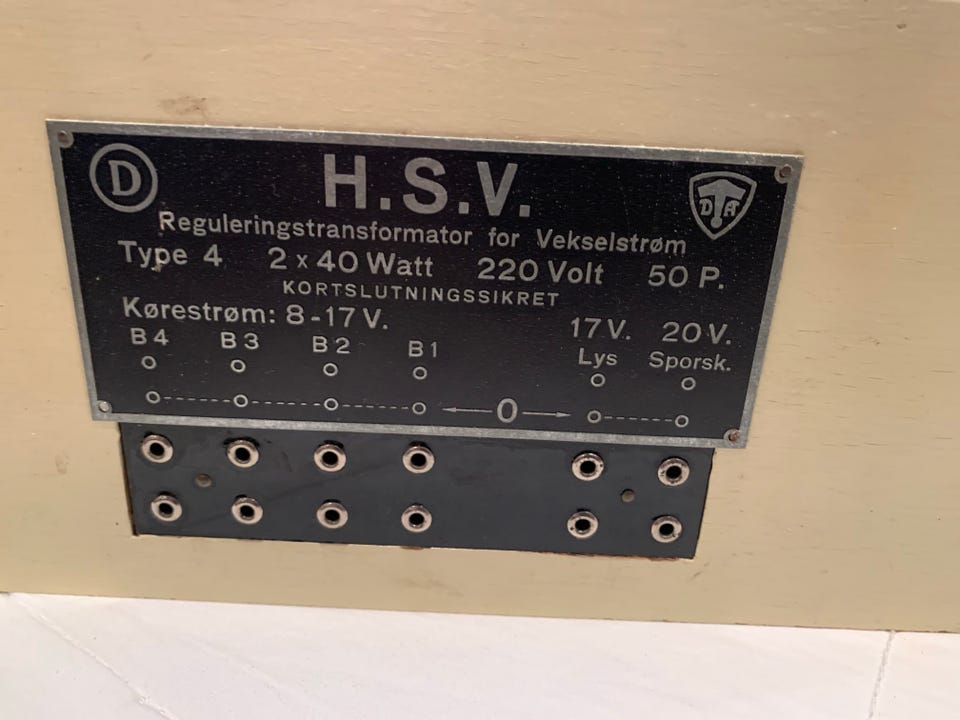 D
H.S.V.
DA
Reguleringstransformator for Vekselstrøm
Type 4 2 x 40 Watt 220 Volt 50 P.
KORTSLUTNINGSSIKRET
Kørestrøm: 8-17 V.
17 V. 20 V.
B4 B3 B2 B1 Lys Sporsk.
0